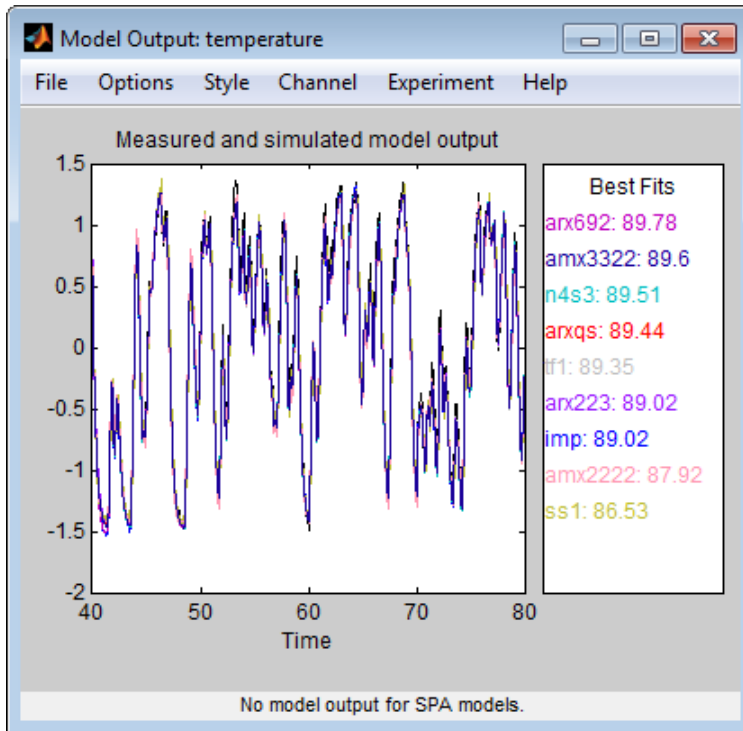 Model Output: temperature
File Options Style Channel Experiment Help
Measured and simulated model output
1.5
1
0.5
0
-0.5
-1
-1.5
-2
40 50 60 70 80
Time
Best Fits
arx692: 89.78
amx3322: 89.6
n4s3: 89.51
arxqs: 89.44
tf1: 89.35
arx223: 89.02
imp: 89.02
amx2222: 87.92
ss1: 86.53
No model output for SPA models.